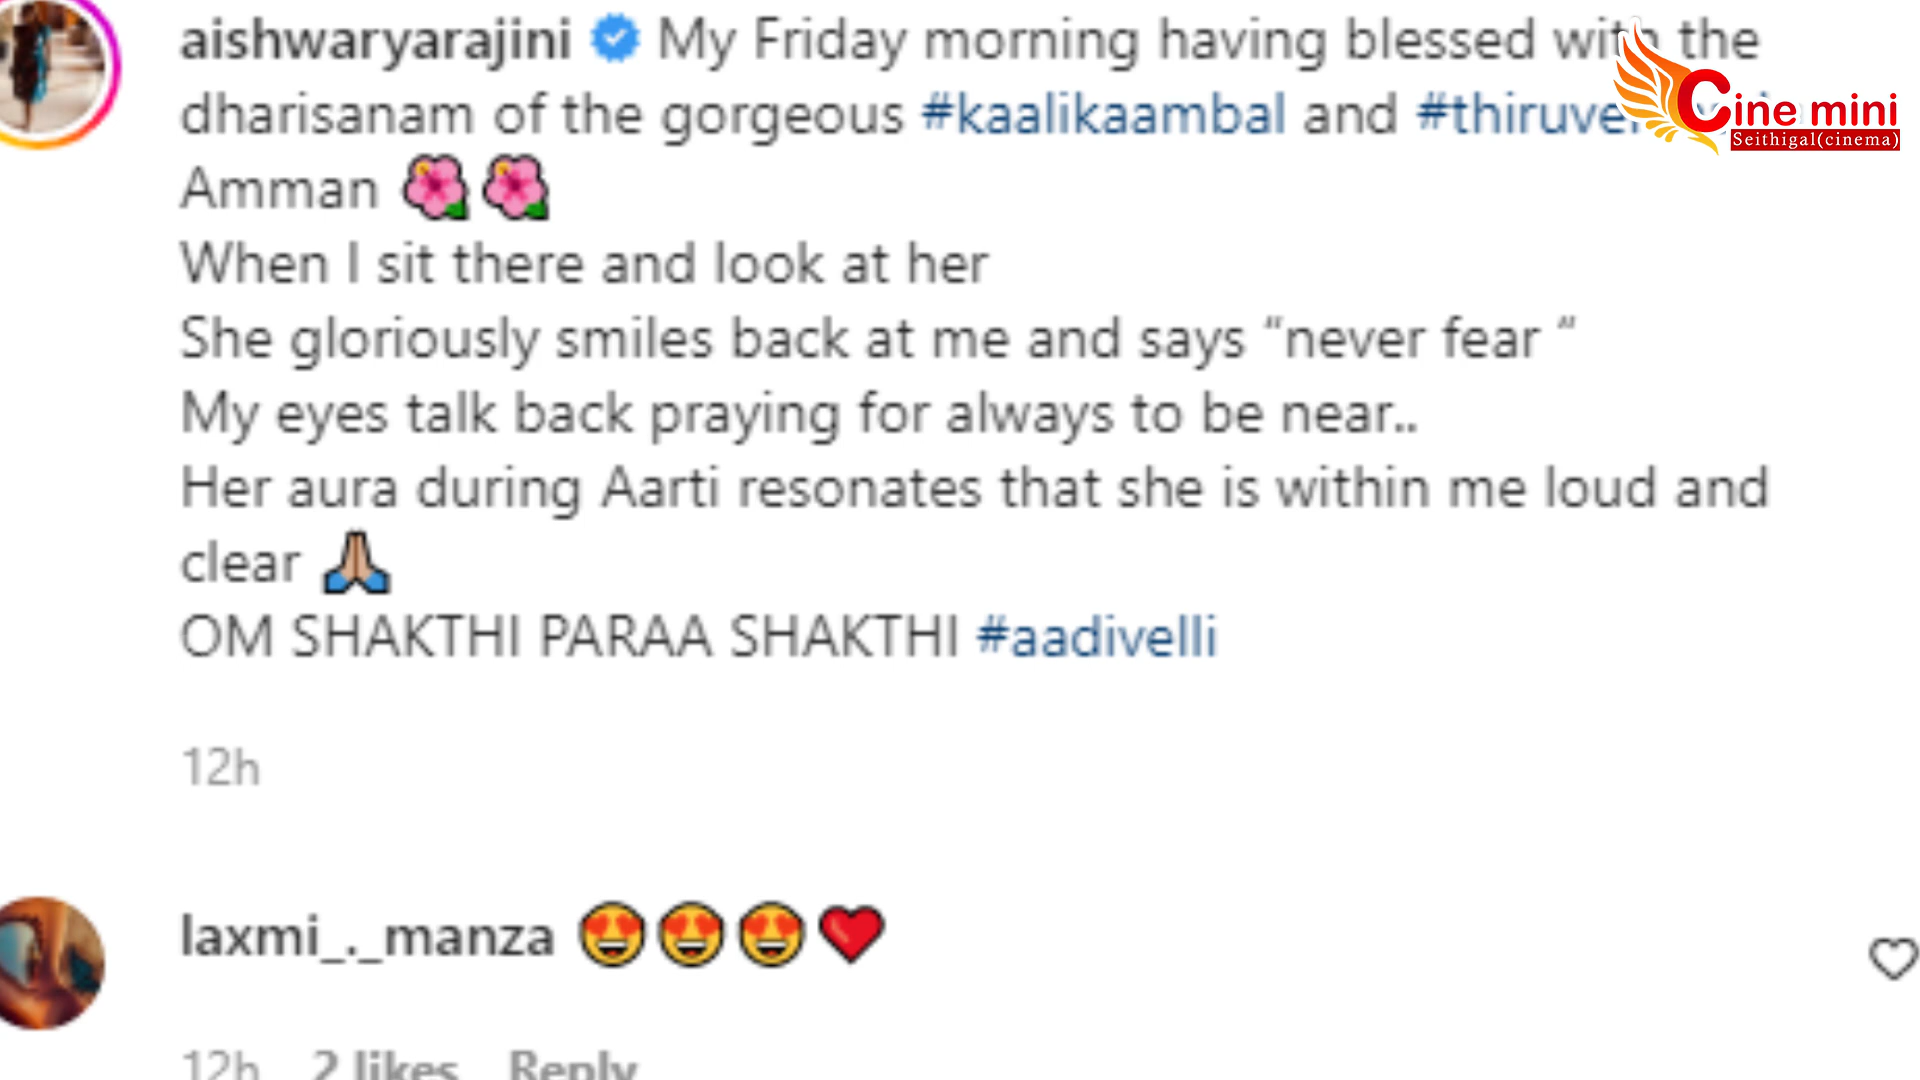 aishwaryarajini My Friday morning having blessed with the
dharisanam of the gorgeous #kaalikaambal and
Amman 🌺🌺
When I sit there and look at her
She gloriously smiles back at me and says “never fear “
My eyes talk back praying for always to be near..
Her aura during Aarti resonates that she is within me loud and
clear 🙏🏽
OM SHAKTHI PARAA SHAKTHI #aadivelli
12h
laxmi_._manza 😍😍😍❤️
12h 2 likes Reply
Cine mini
Seithigal(cinema)